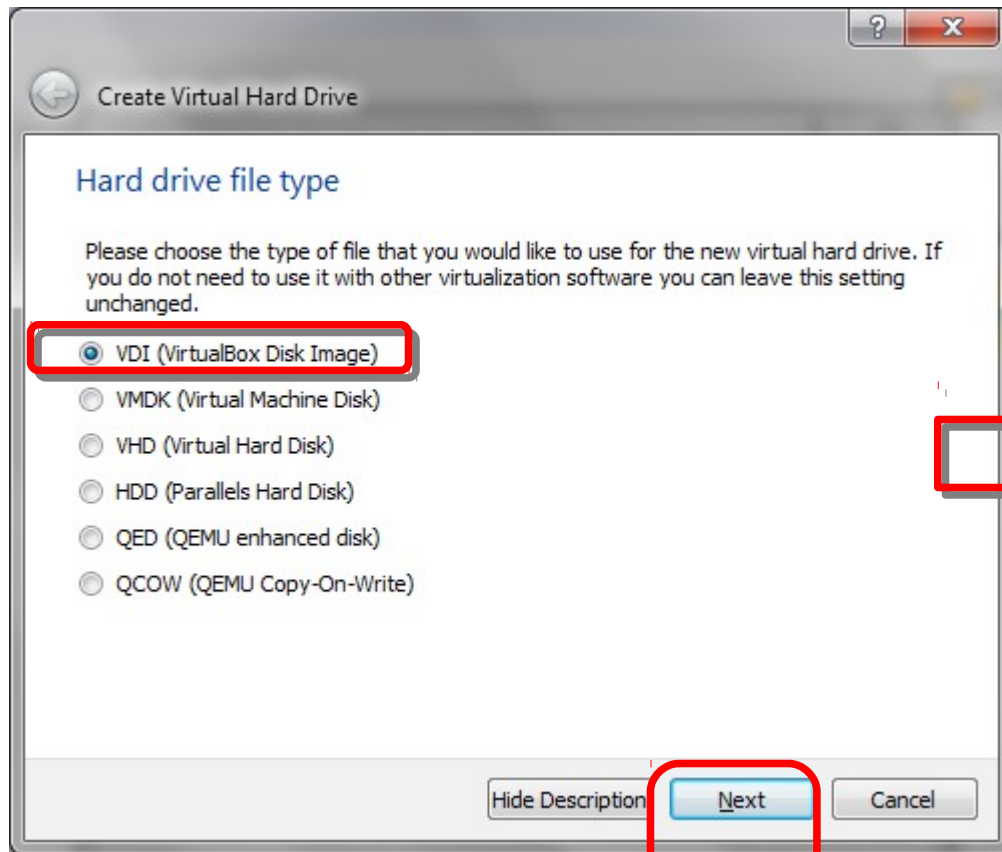 Create Virtual Hard Drive
Hard drive file type
Please choose the type of file that you would like to use for the new virtual hard drive. If
you do not need to use it with other virtualization software you can leave this setting
unchanged.
VDI (VirtualBox Disk Image)
VMDK (Virtual Machine Disk)
VHD (Virtual Hard Disk)
HDD (Parallels Hard Disk)
QED (QEMU enhanced disk)
QCOW (QEMU Copy-On-Write)
Hide Description Next Cancel